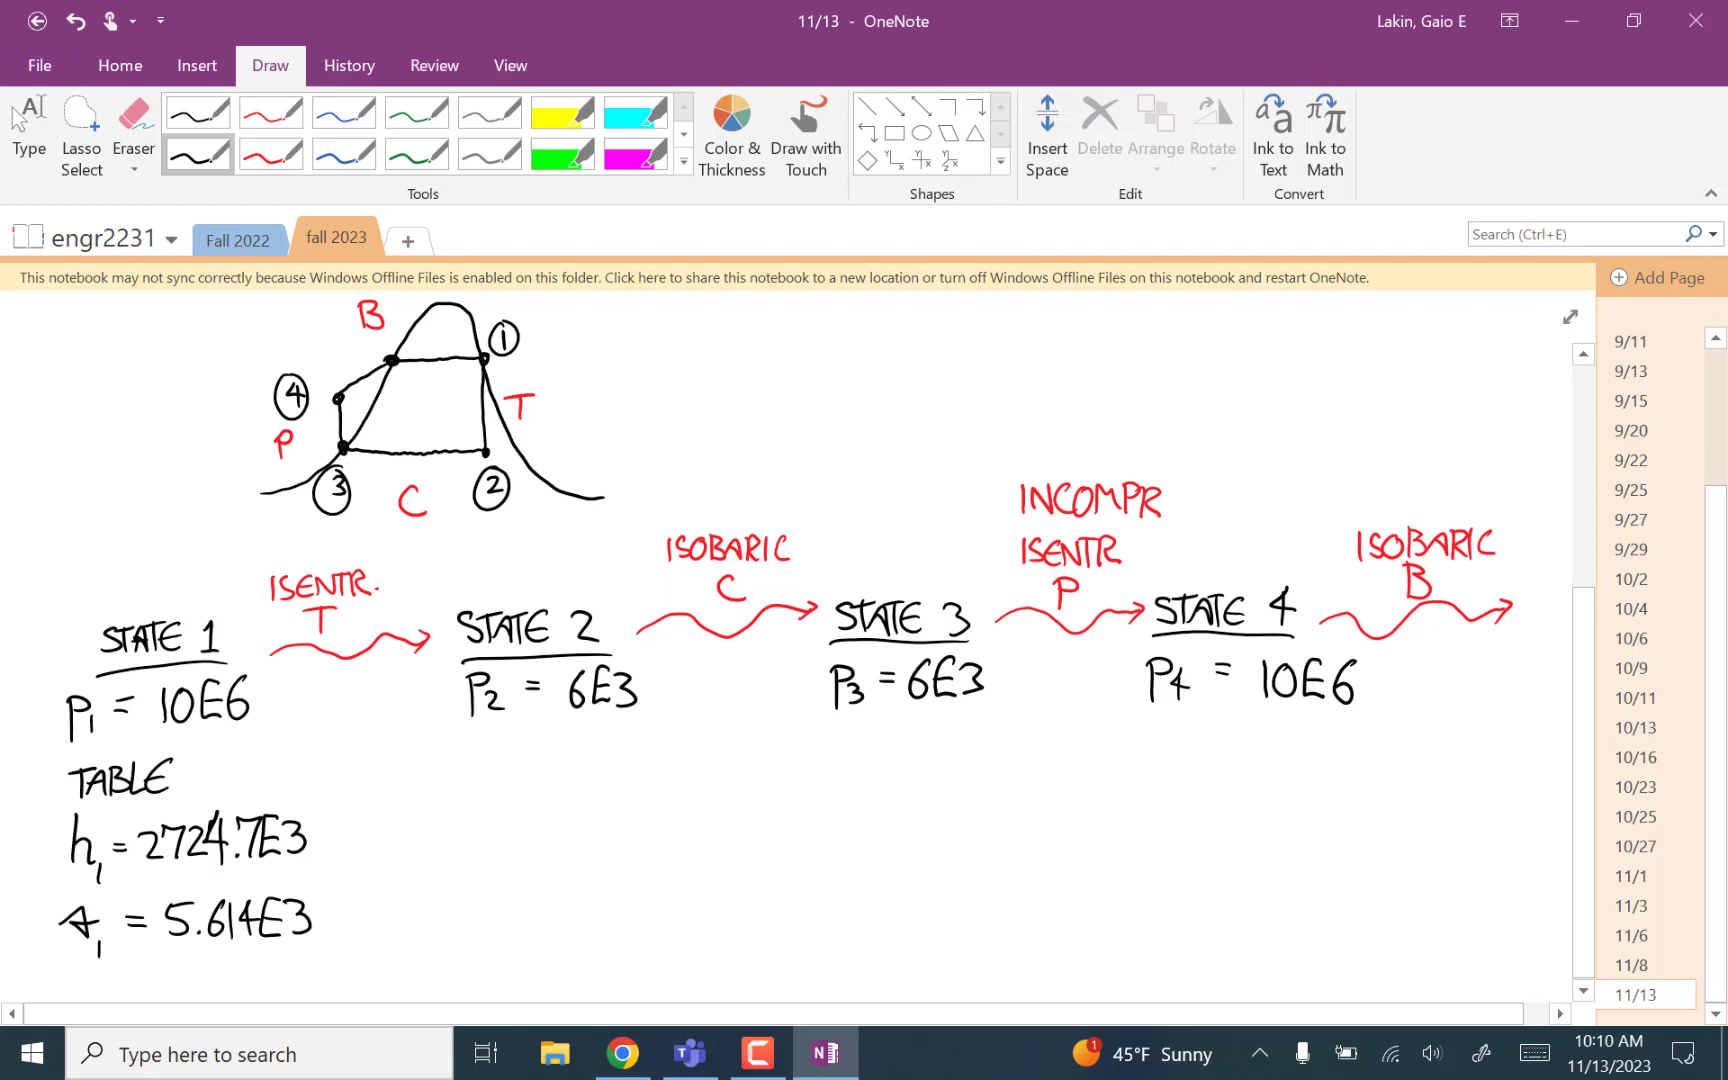 11/13 - OneNote
Lakin, Gaio E
File Home Insert Draw History Review View
Type
Lasso Select
Eraser
Color & Thickness
Draw with Touch
Insert Space
Delete
Arrange
Rotate
Ink to Text
Ink to Math
Tools
Shapes
Edit
Convert
engr2231
Fall 2022
fall 2023
Search (Ctrl+E)
This notebook may not sync correctly because Windows Offline Files is enabled on this folder. Click here to share this notebook to a new location or turn off Windows Offline Files on this notebook and restart OneNote.
Add Page
B
1
4
T
P
3
C
2
ISENTR.
T
ISOBARIC
C
INCOMPR
ISENTR
P
ISOBARIC
B
STATE 1
P1 = 10E6
TABLE
h1 = 2724.7E3
s1 = 5.614E3
STATE 2
P2 = 6E3
STATE 3
P3 = 6E3
STATE 4
P4 = 10E6
9/11
9/13
9/15
9/20
9/22
9/25
9/27
9/29
10/2
10/4
10/6
10/9
10/11
10/13
10/16
10/23
10/25
10/27
11/1
11/3
11/6
11/8
11/13
Type here to search
1
45°F Sunny
10:10 AM
11/13/2023